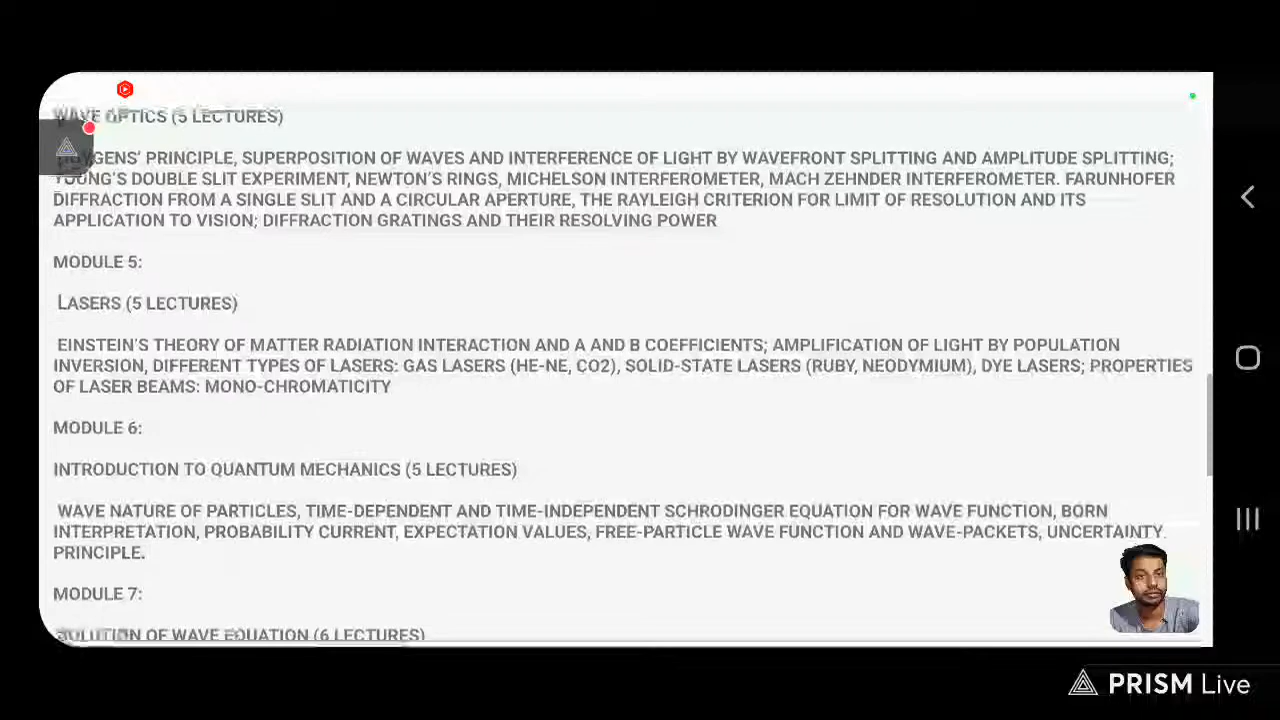 WAVE OPTICS (5 LECTURES)
HUYGENS' PRINCIPLE, SUPERPOSITION OF WAVES AND INTERFERENCE OF LIGHT BY WAVEFRONT SPLITTING AND AMPLITUDE SPLITTING;
YOUNG'S DOUBLE SLIT EXPERIMENT, NEWTON'S RINGS, MICHELSON INTERFEROMETER, MACH ZEHNDER INTERFEROMETER. FARUNHOFER
DIFFRACTION FROM A SINGLE SLIT AND A CIRCULAR APERTURE, THE RAYLEIGH CRITERION FOR LIMIT OF RESOLUTION AND ITS
APPLICATION TO VISION; DIFFRACTION GRATINGS AND THEIR RESOLVING POWER
MODULE 5:
LASERS (5 LECTURES)
EINSTEIN'S THEORY OF MATTER RADIATION INTERACTION AND A AND B COEFFICIENTS; AMPLIFICATION OF LIGHT BY POPULATION
INVERSION, DIFFERENT TYPES OF LASERS: GAS LASERS (HE-NE, CO2), SOLID-STATE LASERS (RUBY, NEODYMIUM), DYE LASERS; PROPERTIES
OF LASER BEAMS: MONO-CHROMATICITY
MODULE 6:
INTRODUCTION TO QUANTUM MECHANICS (5 LECTURES)
WAVE NATURE OF PARTICLES, TIME-DEPENDENT AND TIME-INDEPENDENT SCHRODINGER EQUATION FOR WAVE FUNCTION, BORN
INTERPRETATION, PROBABILITY CURRENT, EXPECTATION VALUES, FREE-PARTICLE WAVE FUNCTION AND WAVE-PACKETS, UNCERTAINTY
PRINCIPLE.
MODULE 7:
SOLUTION OF WAVE EQUATION (6 LECTURES)
PRISM Live